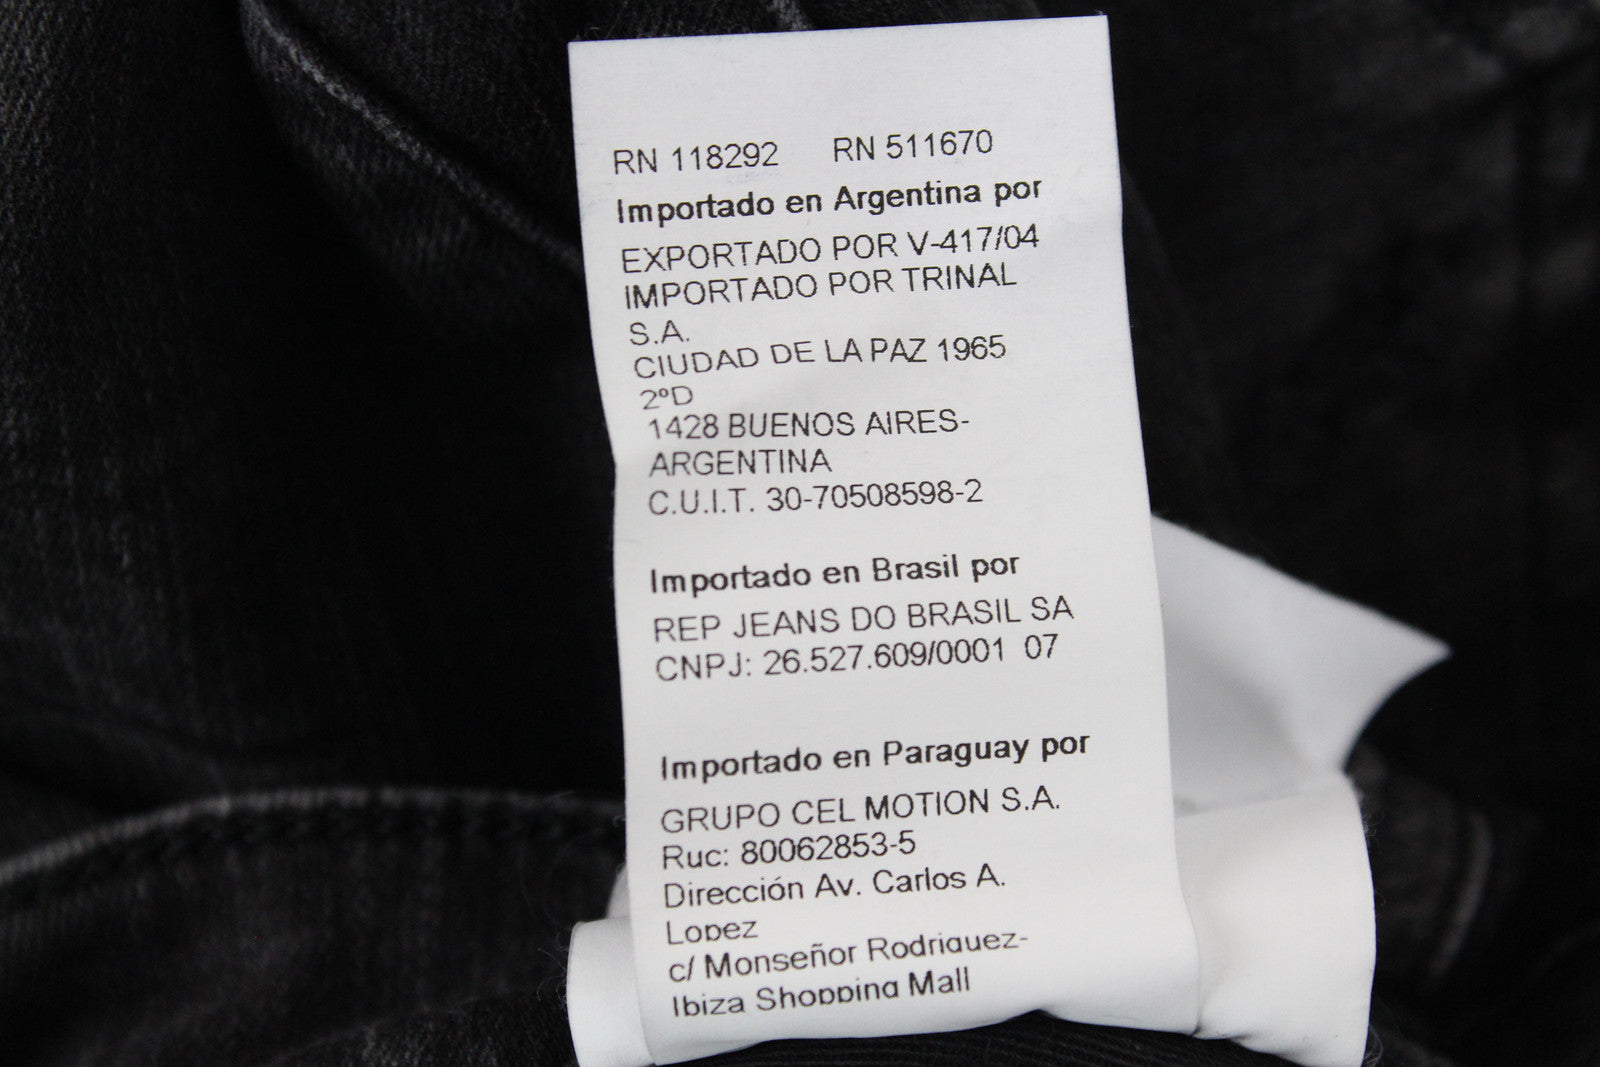 RN 118292 RN 511670
Importado en Argentina por
EXPORTADO POR V-417/04
IMPORTADO POR TRINAL
S.A.
CIUDAD DE LA PAZ 1965
2ºD
1428 BUENOS AIRES-
ARGENTINA
C.U.I.T. 30-70508598-2
Importado en Brasil por
REP JEANS DO BRASIL SA
CNPJ: 26.527.609/0001 07
Importado en Paraguay por
GRUPO CEL MOTION S.A.
Ruc: 80062853-5
Dirección Av. Carlos A.
Lopez
c/ Monseñor Rodriguez-
Ibiza Shopping Mall